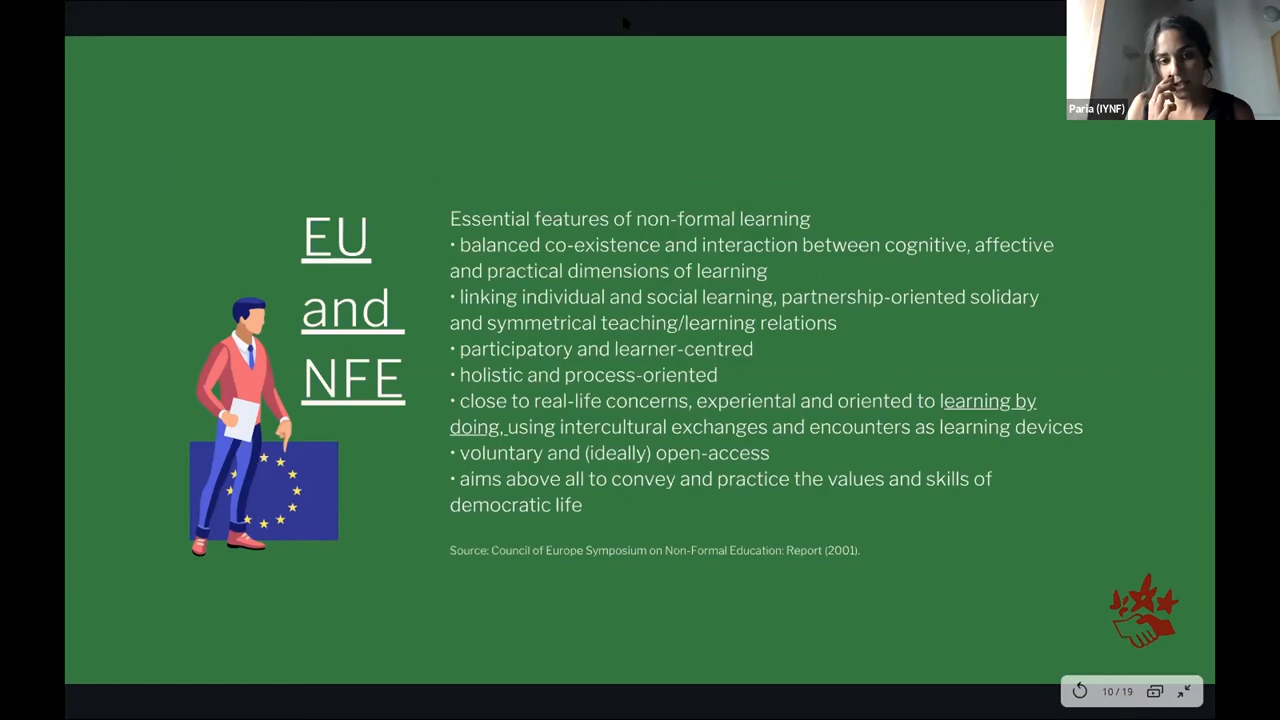 Paria (IYNF)
EU
and
NFE
Essential features of non-formal learning
• balanced co-existence and interaction between cognitive, affective
and practical dimensions of learning
• linking individual and social learning, partnership-oriented solidary
and symmetrical teaching/learning relations
• participatory and learner-centred
• holistic and process-oriented
• close to real-life concerns, experiental and oriented to learning by
doing, using intercultural exchanges and encounters as learning devices
• voluntary and (ideally) open-access
• aims above all to convey and practice the values and skills of
democratic life
Source: Council of Europe Symposium on Non-Formal Education: Report (2001).
10 / 19